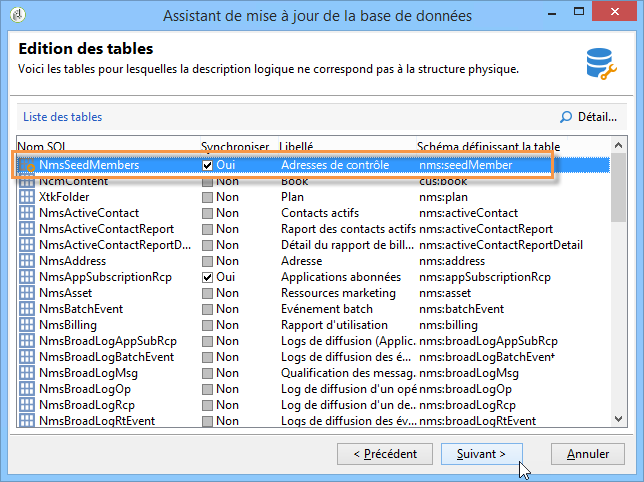 Assistant de mise à jour de la base de données
Edition des tables
Voici les tables pour lesquelles la description logique ne correspond pas à la structure physique.
Liste des tables Détail...
Nom SQL Synchroniser Libellé Schéma définissant la table
NmsSeedMembers Oui Adresses de contrôle nms:seedMember
NcmContent Non Book cus:book
XtkFolder Non Plan nms:plan
NmsActiveContact Non Contacts actifs nms:activeContact
NmsActiveContactReport Non Raport des contacts actifs nms:activeContactReport
NmsActiveContactReportD... Non Détail du rapport de bill... nms:activeContactReportDetail
NmsAddress Non Adresse nms:address
NmsAppSubscriptionRcp Oui Applications abonnées nms:appSubscriptionRcp
NmsAsset Non Ressources marketing nms:asset
NmsBatchEvent Non Evénement batch nms:batchEvent
NmsBilling Non Rapport d'utilisation nms:billing
NmsBroadLogAppSubRcp Non Logs de diffusion (Applic... nms:broadLogAppSubRcp
NmsBroadLogBatchEvent Non Logs de diffusion des é... nms:broadLogBatchEvent
NmsBroadLogMsg Non Qualification des messag... nms:broadLogMsg
NmsBroadLogOp Non Logs de diffusion d'un opé nms:broadLogOp
NmsBroadLogRcp Non Logs de diffusion d'un de... nms:broadLogRcp
NmsBroadLogRtEvent Non Logs de diffusion des év... nms:broadLogRtEvent
< Précédent Suivant > Annuler